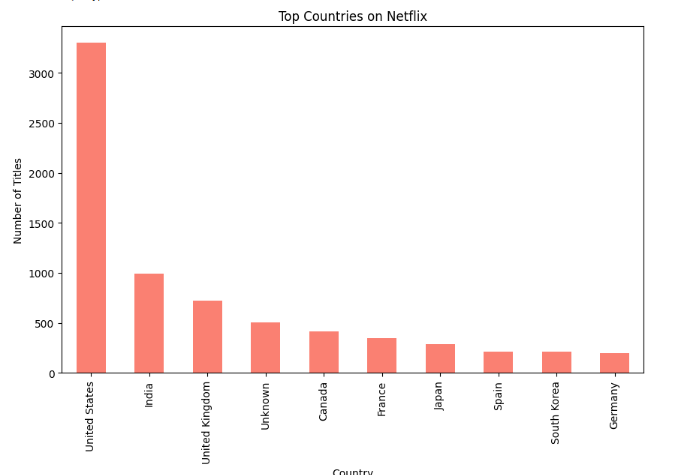 Top Countries on Netflix
Number of Titles
3000
2500
2000
1500
1000
500
0
United States
India
United Kingdom
Unknown
Canada
France
Japan
Spain
South Korea
Germany
Country